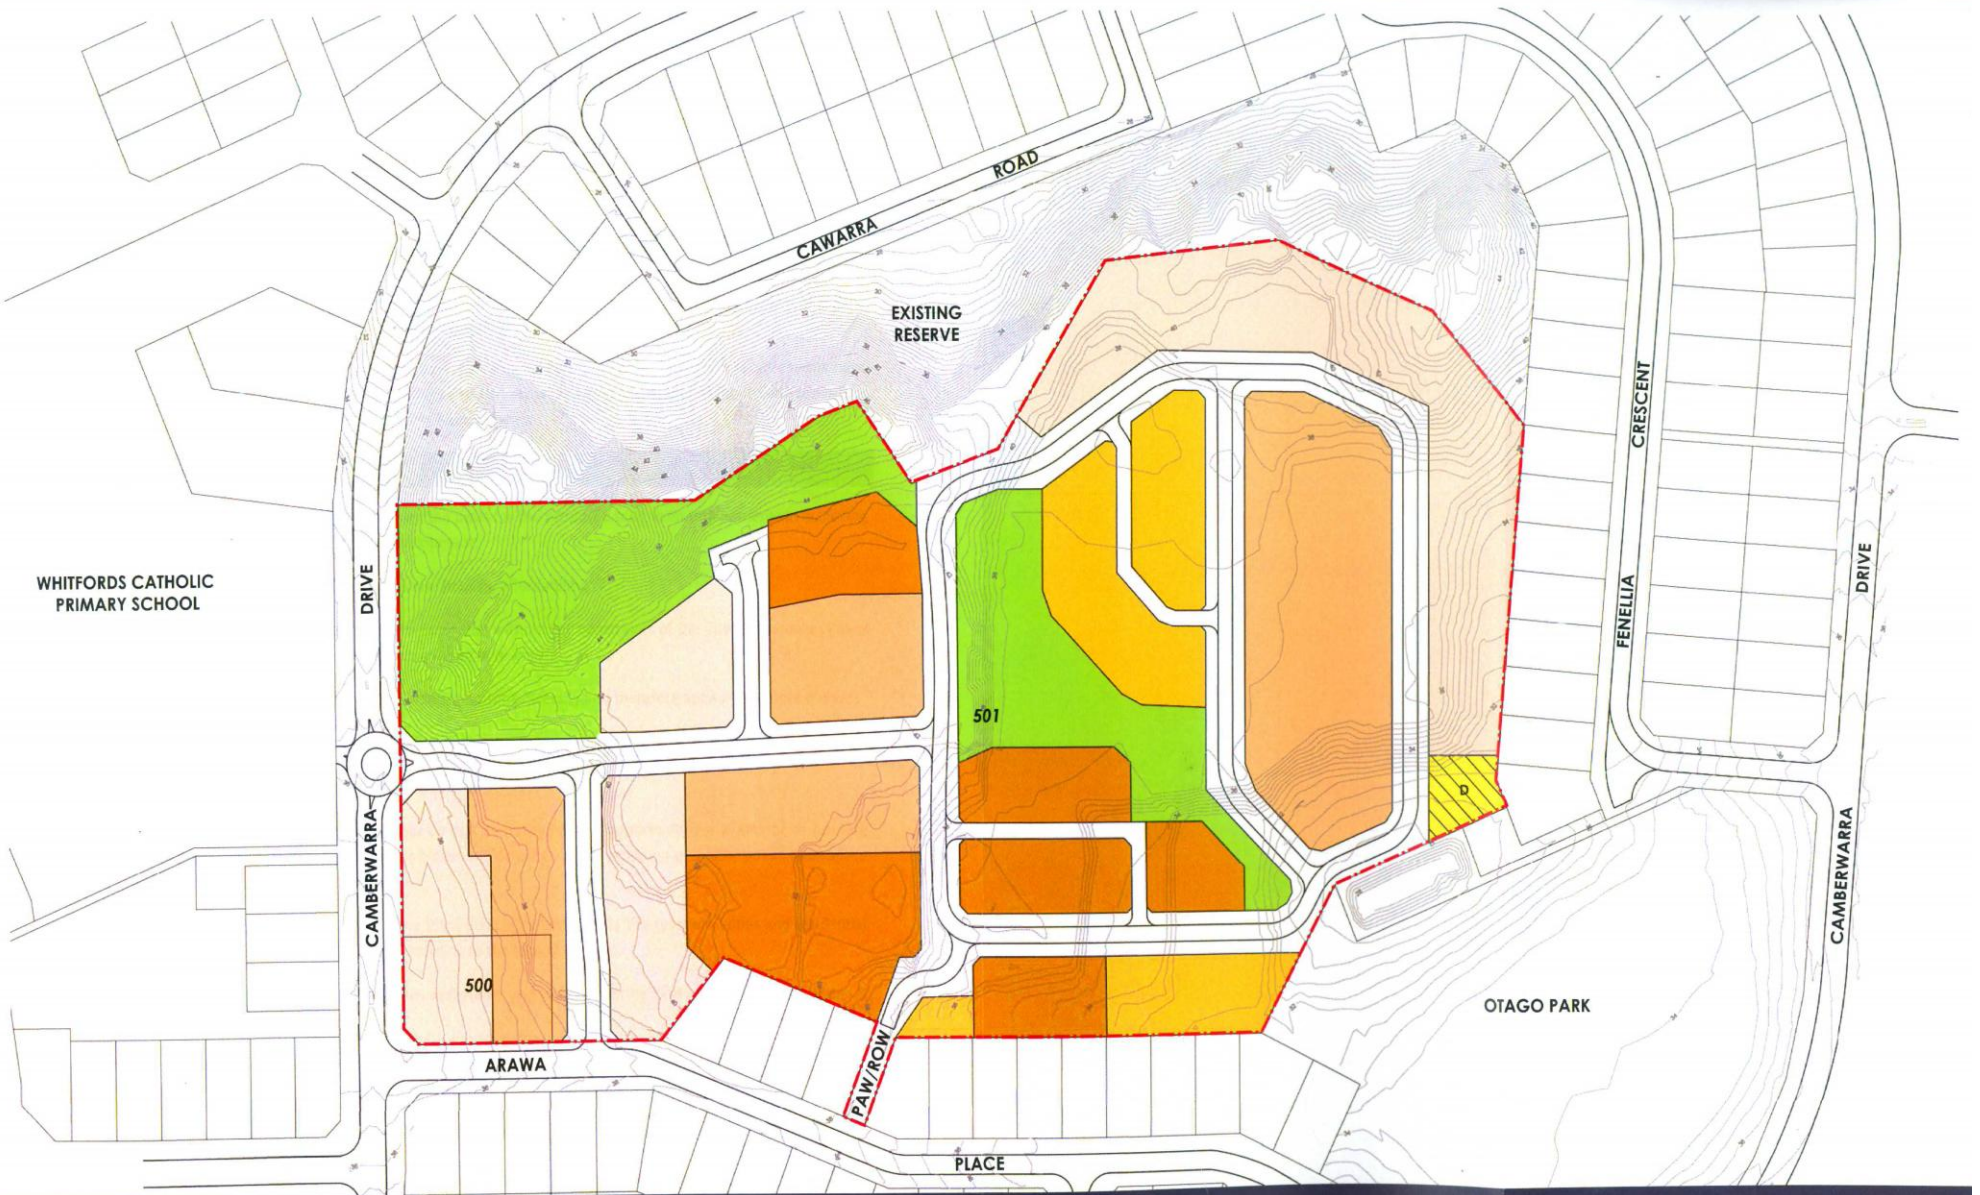 CAWARRA
ROAD
EXISTING
RESERVE
CRESCENT
FENELLIA
DRIVE
WHITFORDS CATHOLIC
PRIMARY SCHOOL
DRIVE
501
D
CAMBERWARRA
CAMBERWARRA
500
OTAGO PARK
ARAWA
PAW/ROW
PLACE